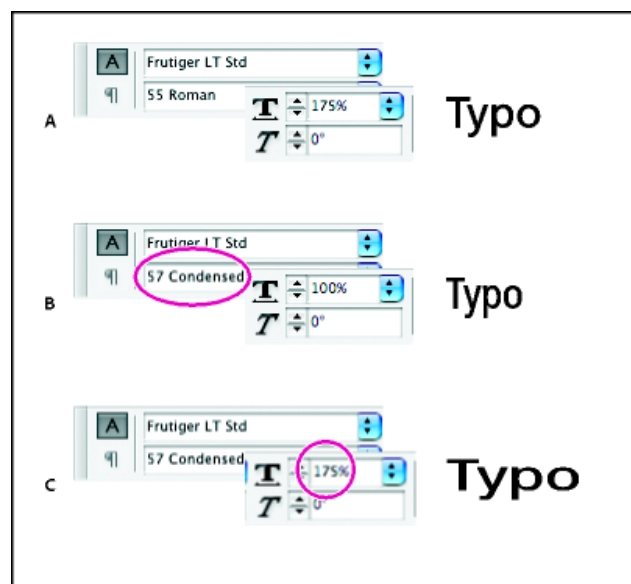 A
Frutiger LT Std
¶
55 Roman
T
175%
T
0°
A
Typo
A
Frutiger LT Std
¶
57 Condensed
T
100%
T
0°
B
Typo
A
Frutiger LT Std
¶
57 Condensed
T
175%
T
0°
C
Typo